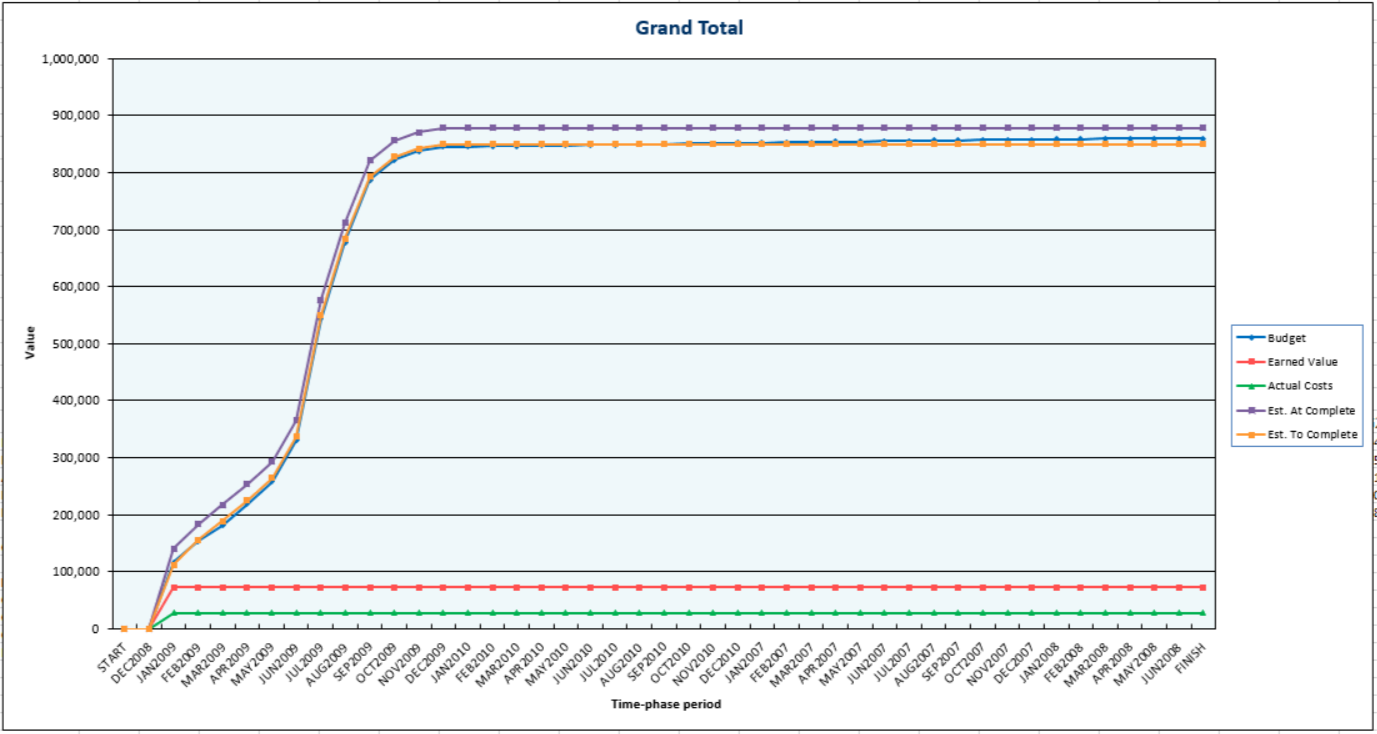 Grand Total
1,000,000
900,000
800,000
700,000
600,000
500,000
400,000
300,000
200,000
100,000
0
Value
START
DEC2008
JAN2009
FEB2009
MAR2009
APR2009
MAY2009
JUN2009
JUL2009
AUG2009
SEP2009
OCT2009
NOV2009
DEC2009
JAN2010
FEB2010
MAR2010
APR2010
MAY2010
JUN2010
JUL2010
AUG2010
SEP2010
OCT2010
NOV2010
DEC2010
JAN2007
FEB2007
MAR2007
APR2007
MAY2007
JUN2007
JUL2007
AUG2007
SEP2007
OCT2007
NOV2007
DEC2007
JAN2008
FEB2008
MAR2008
APR2008
MAY2008
JUN2008
FINISH
Time-phase period
Budget
Earned Value
Actual Costs
Est. At Complete
Est. To Complete